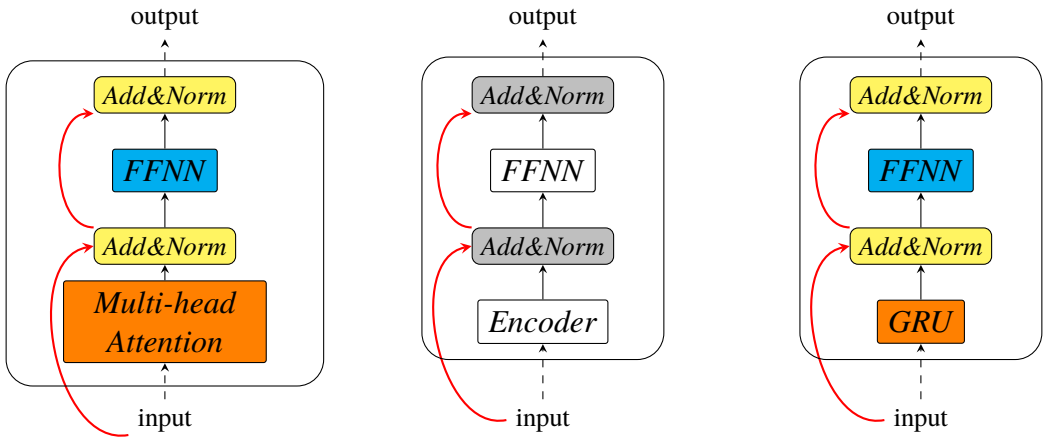 output
Add&Norm
FFNN
Add&Norm
Multi-head
Attention
input
output
Add&Norm
FFNN
Add&Norm
Encoder
input
output
Add&Norm
FFNN
Add&Norm
GRU
input